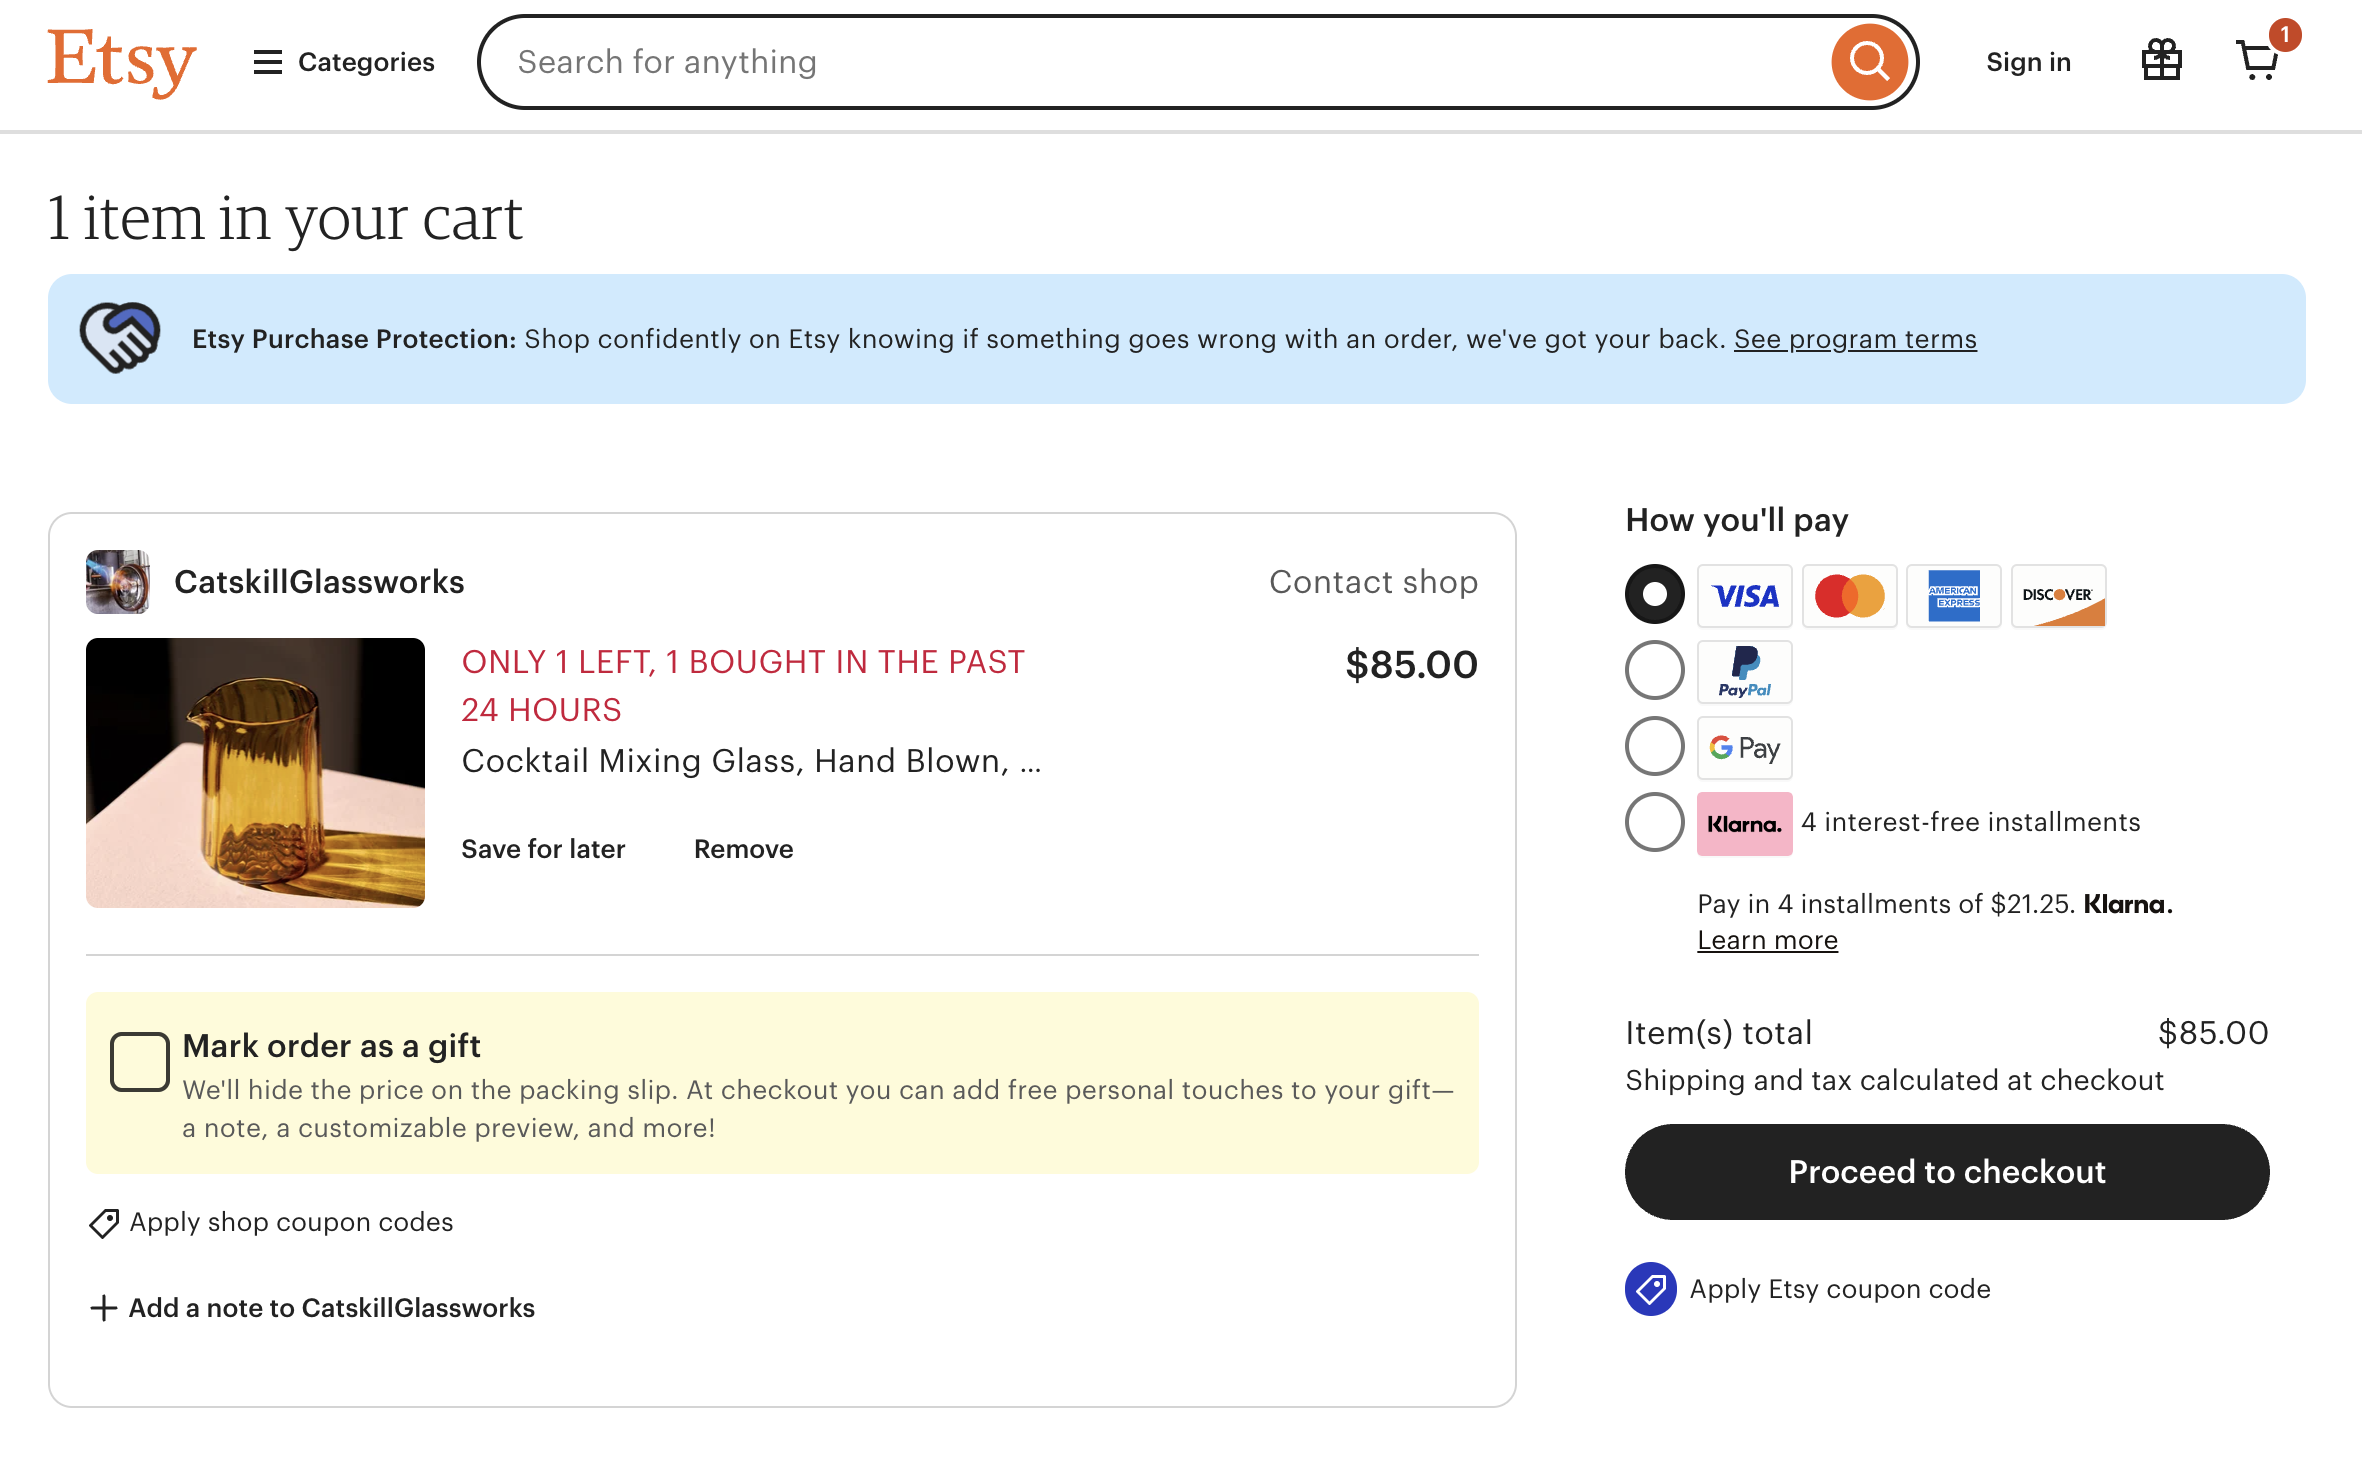 Etsy
Categories
Search for anything
Sign in
1
1 item in your cart
Etsy Purchase Protection: Shop confidently on Etsy knowing if something goes wrong with an order, we've got your back. See program terms
CatskillGlassworks
Contact shop
ONLY 1 LEFT, 1 BOUGHT IN THE PAST
24 HOURS
$85.00
Cocktail Mixing Glass, Hand Blown, ...
Save for later
Remove
Mark order as a gift
We'll hide the price on the packing slip. At checkout you can add free personal touches to your gift—
a note, a customizable preview, and more!
Apply shop coupon codes
Add a note to CatskillGlassworks
How you'll pay
VISA
AMERICAN
EXPRESS
DISCOVER
PayPal
G Pay
Klarna. 4 interest-free installments
Pay in 4 installments of $21.25. Klarna.
Learn more
Item(s) total $85.00
Shipping and tax calculated at checkout
Proceed to checkout
Apply Etsy coupon code